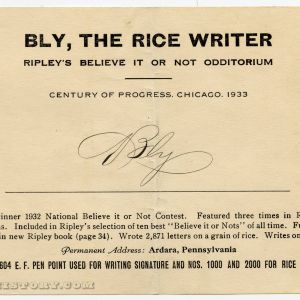 BLY, THE RICE WRITER
RIPLEY'S BELIEVE IT OR NOT ODDITORIUM
CENTURY OF PROGRESS. CHICAGO. 1933
Bly
inner 1932 National Believe it or Not Contest. Featured three times in R
s. Included in Ripley's selection of ten best "Believe it or Nots" of all time. F
in new Ripley book (page 34). Wrote 2,871 letters on a grain of rice. Writes on
Permanent Address: Ardara, Pennsylvania
604 E. F. PEN POINT USED FOR WRITING SIGNATURE AND NOS. 1000 AND 2000 FOR RICE
HISTORY.COM